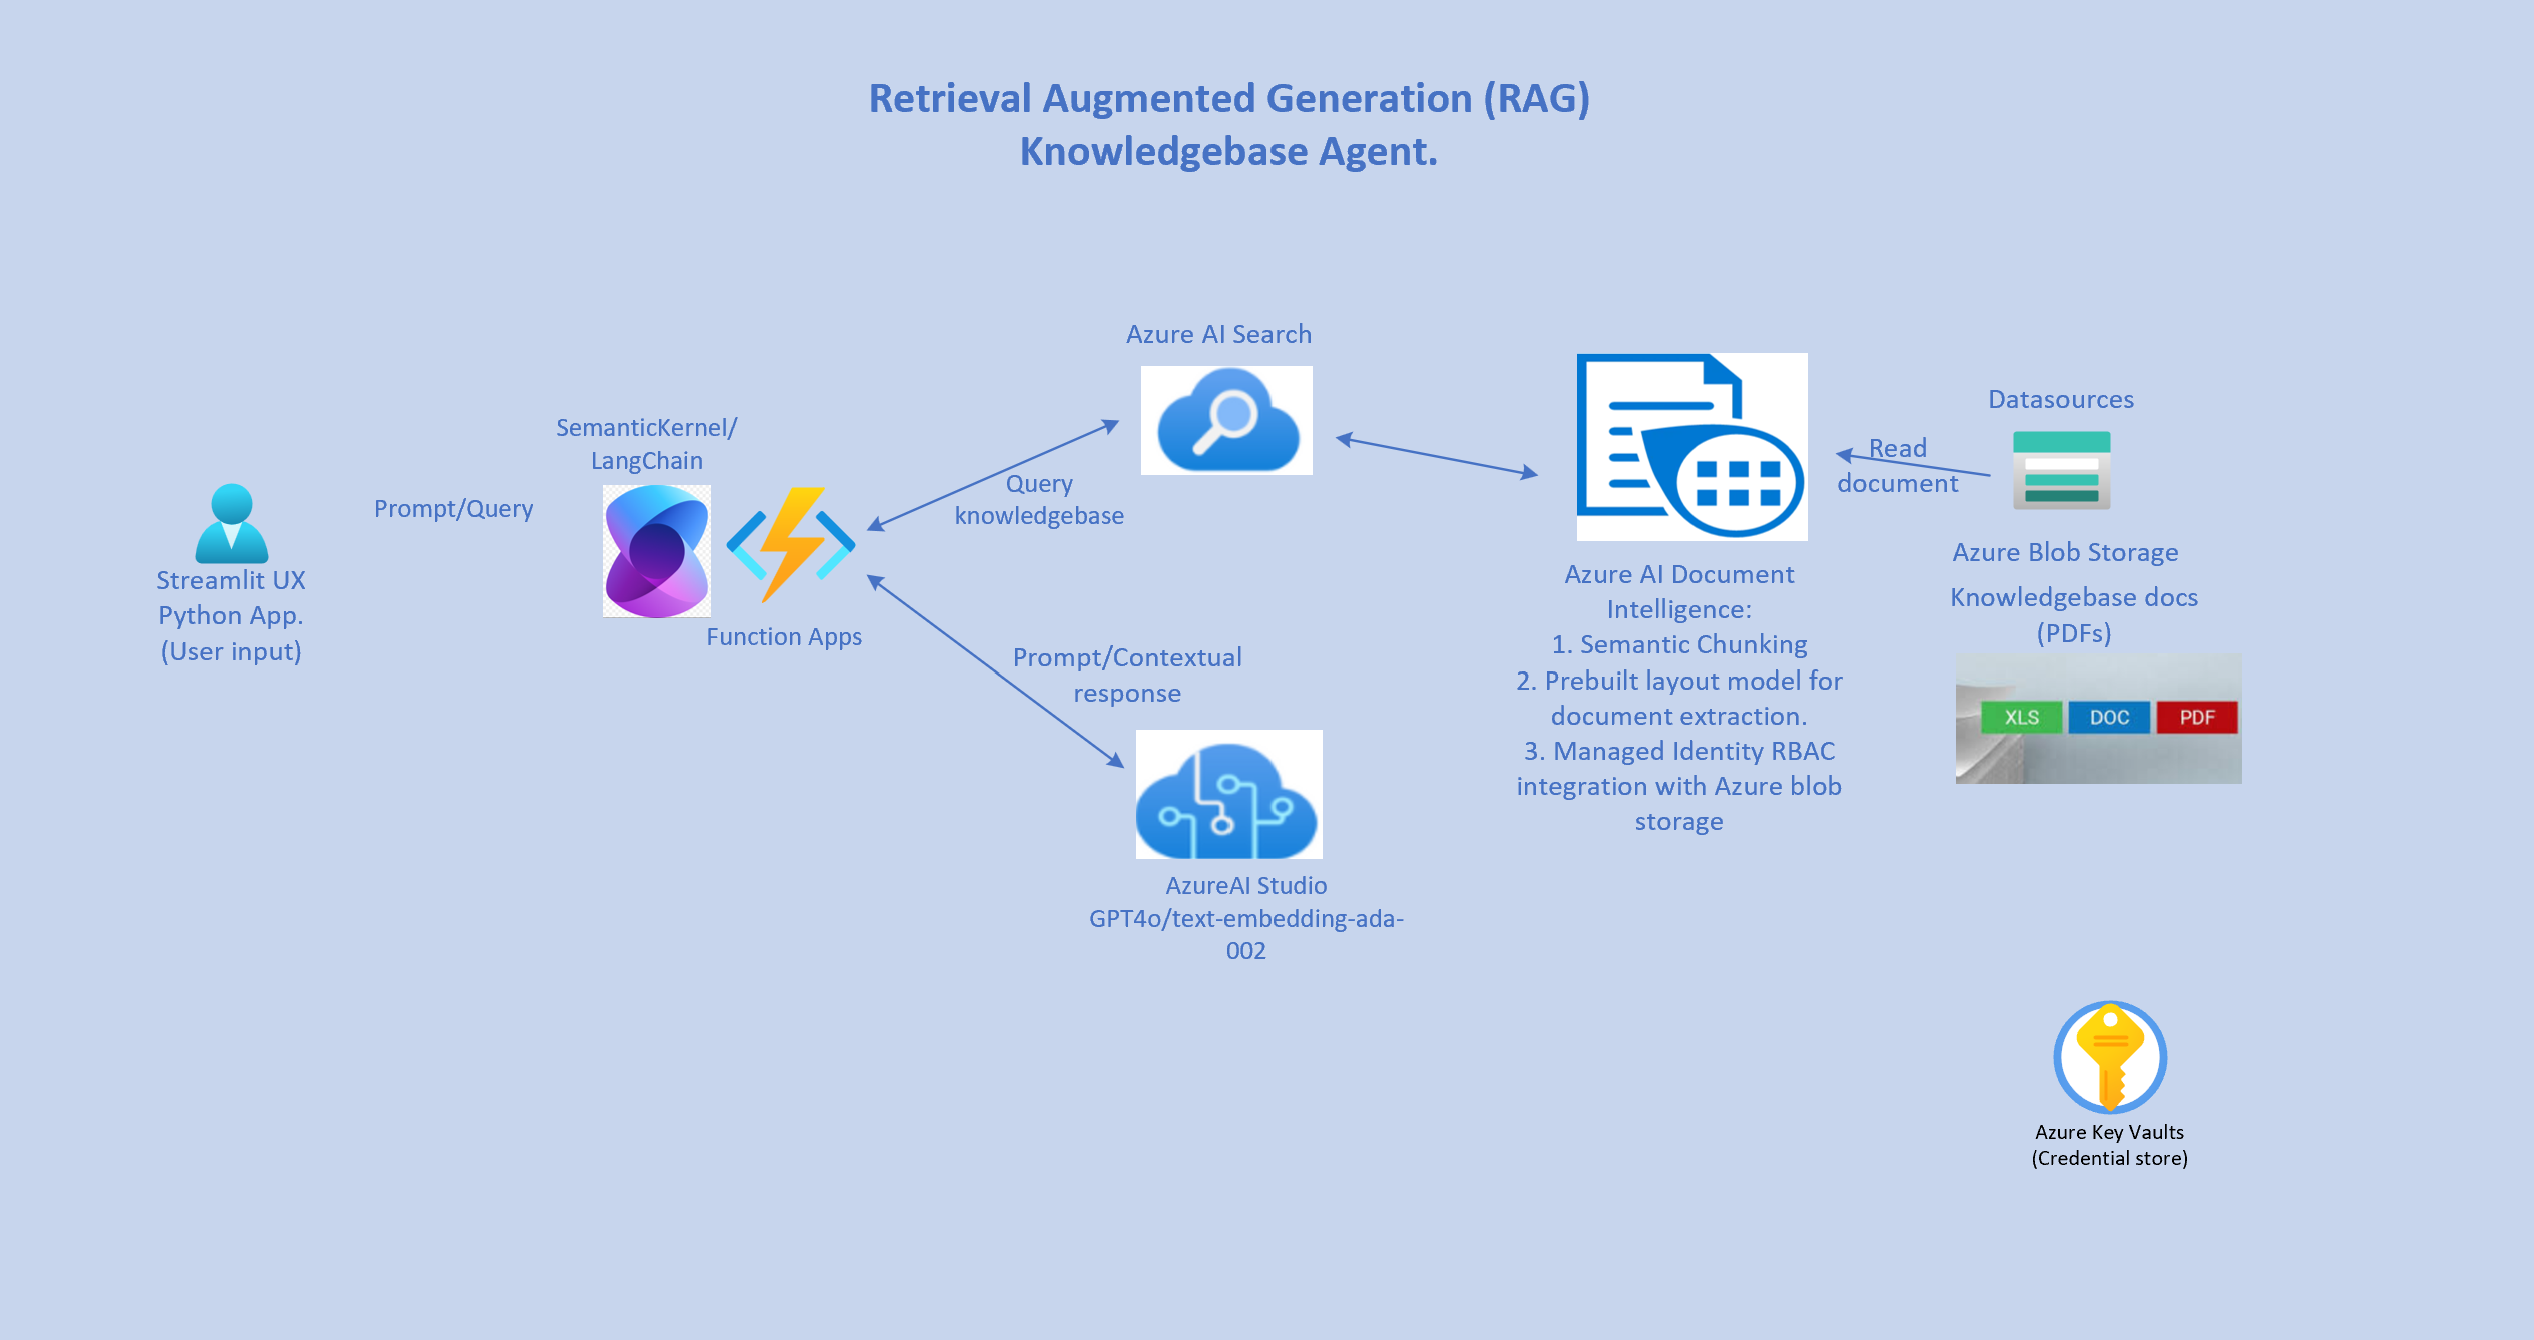 Retrieval Augmented Generation (RAG)
Knowledgebase Agent.
Streamlit UX
Python App.
(User input)
Prompt/Query
SemanticKernel/
LangChain
Function Apps
Query
knowledgebase
Prompt/Contextual
response
Azure AI Search
AzureAI Studio
GPT4o/text-embedding-ada-
002
Azure AI Document
Intelligence:
1. Semantic Chunking
2. Prebuilt layout model for
document extraction.
3. Managed Identity RBAC
integration with Azure blob
storage
Read
document
Datasources
Azure Blob Storage
Knowledgebase docs
(PDFs)
XLS DOC PDF
Azure Key Vaults
(Credential store)